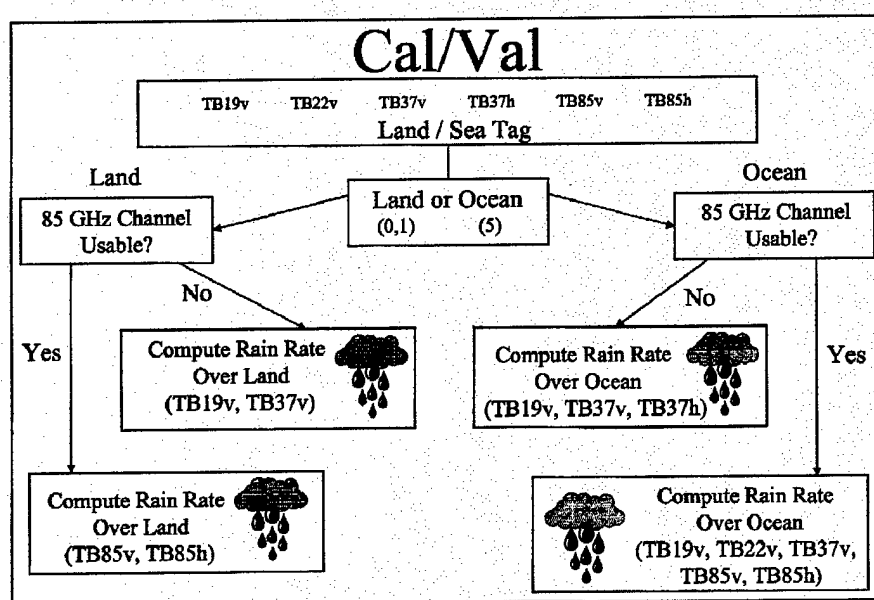 Cal/Val
TB19v TB22v TB37v TB37h TB85v TB85h
Land / Sea Tag
Land
Ocean
85 GHz Channel
Usable?
Land or Ocean
(0,1) (5)
85 GHz Channel
Usable?
No
No
Yes
Yes
Compute Rain Rate
Over Land
(TB19v, TB37v)
Compute Rain Rate
Over Ocean
(TB19v, TB37v, TB37h)
Compute Rain Rate
Over Land
(TB85v, TB85h)
Compute Rain Rate
Over Ocean
(TB19v, TB22v, TB37v,
TB85v, TB85h)